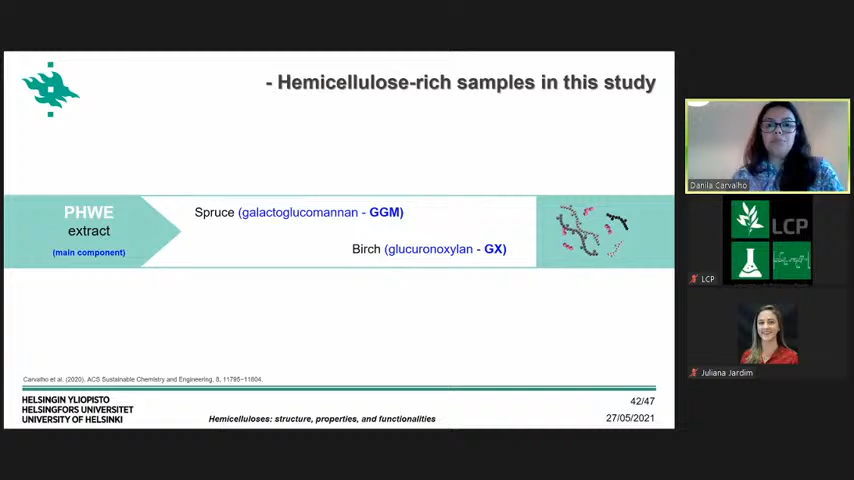 - Hemicellulose-rich samples in this study
PHWE
extract
(main component)
Spruce (galactoglucomannan - GGM)
Birch (glucuronoxylan - GX)
Carvalho et al. (2020). ACS Sustainable Chemistry and Engineering, 8, 11795−11804.
HELSINGIN YLIOPISTO
HELSINGFORS UNIVERSITET
UNIVERSITY OF HELSINKI
Hemicelluloses: structure, properties, and functionalities
42/47
27/05/2021
Danila Carvalho
LCP
LCP
Juliana Jardim